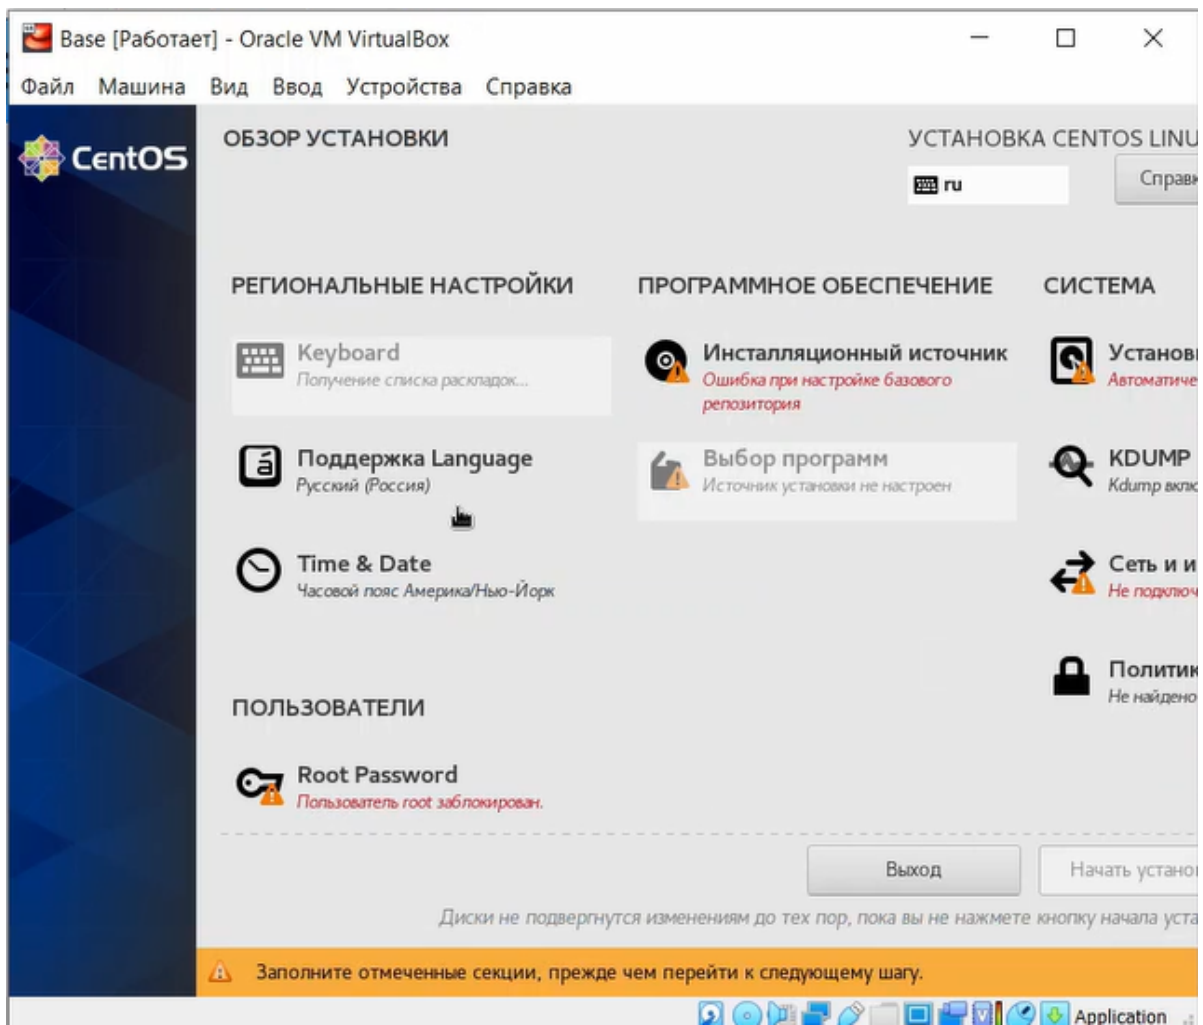 Base [Работает] - Oracle VM VirtualBox
Файл Машина Вид Ввод Устройства Справка
CentOS
ОБЗОР УСТАНОВКИ
УСТАНОВКА CENTOS LINU
ru
Справк
РЕГИОНАЛЬНЫЕ НАСТРОЙКИ
Keyboard
Получение списка раскладок...
Поддержка Language
Русский (Россия)
Time & Date
Часовой пояс Америка/Нью-Йорк
ПРОГРАММНОЕ ОБЕСПЕЧЕНИЕ
Инсталляционный источник
Ошибка при настройке базового
репозитория
Выбор программ
Источник установки не настроен
СИСТЕМА
Установ
Автоматиче
KDUMP
Kdump вклю
Сеть и и
Не подключ
Политик
Не найдено
ПОЛЬЗОВАТЕЛИ
Root Password
Пользователь root заблокирован.
Выход
Начать устано
Диски не подвергнутся изменениям до тех пор, пока вы не нажмете кнопку начала уста
Заполните отмеченные секции, прежде чем перейти к следующему шагу.
Application